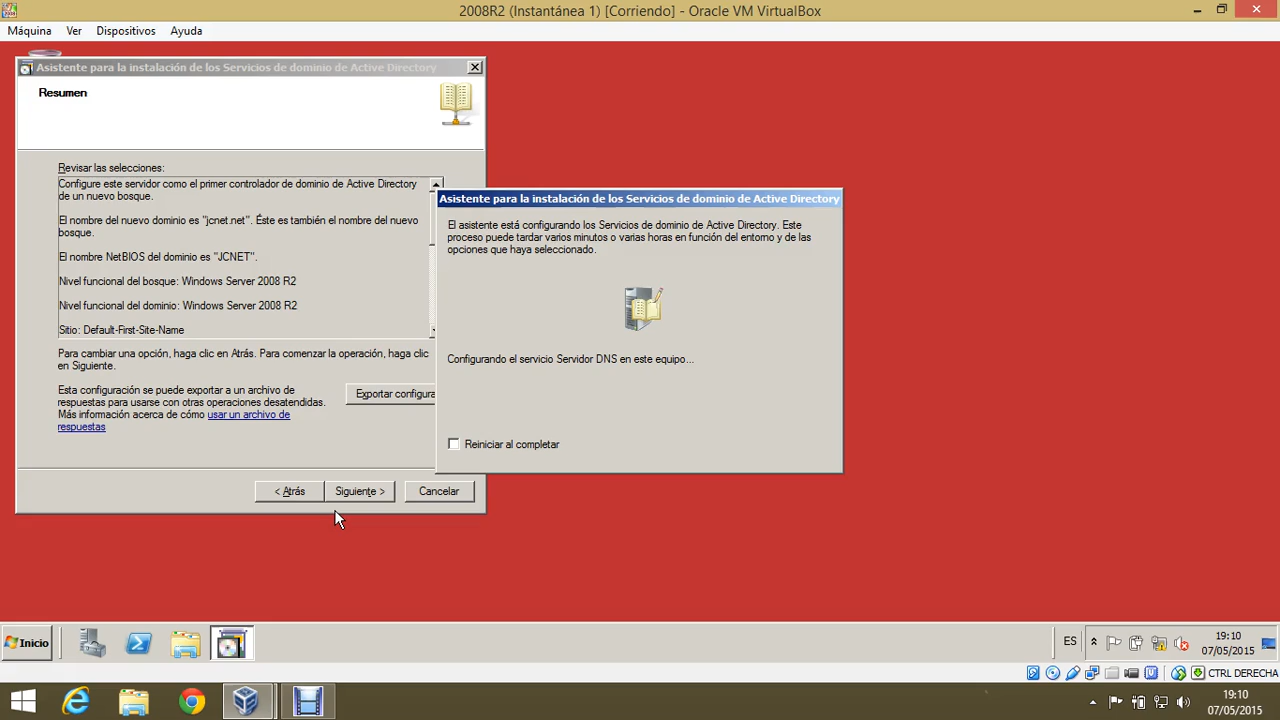 2008R2 (Instantánea 1) [Corriendo] - Oracle VM VirtualBox
Máquina Ver Dispositivos Ayuda
Asistente para la instalación de los Servicios de dominio de Active Directory
Resumen
Revisar las selecciones:
Configure este servidor como el primer controlador de dominio de Active Directory
de un nuevo bosque.
El nombre del nuevo dominio es "jcnet.net". Éste es también el nombre del nuevo
bosque.
El nombre NetBIOS del dominio es "JCNET".
Nivel funcional del bosque: Windows Server 2008 R2
Nivel funcional del dominio: Windows Server 2008 R2
Sitio: Default-First-Site-Name
Para cambiar una opción, haga clic en Atrás. Para comenzar la operación, haga clic
en Siguiente.
Esta configuración se puede exportar a un archivo de
respuestas para usarse con otras operaciones desatendidas.
Más información acerca de cómo usar un archivo de
respuestas
Exportar configura
< Atrás Siguiente > Cancelar
Asistente para la instalación de los Servicios de dominio de Active Directory
El asistente está configurando los Servicios de dominio de Active Directory. Este
proceso puede tardar varios minutos o varias horas en función del entorno y de las
opciones que haya seleccionado.
Configurando el servicio Servidor DNS en este equipo...
Reiniciar al completar
Inicio
ES
19:10
07/05/2015
CTRL DERECHA
19:10
07/05/2015